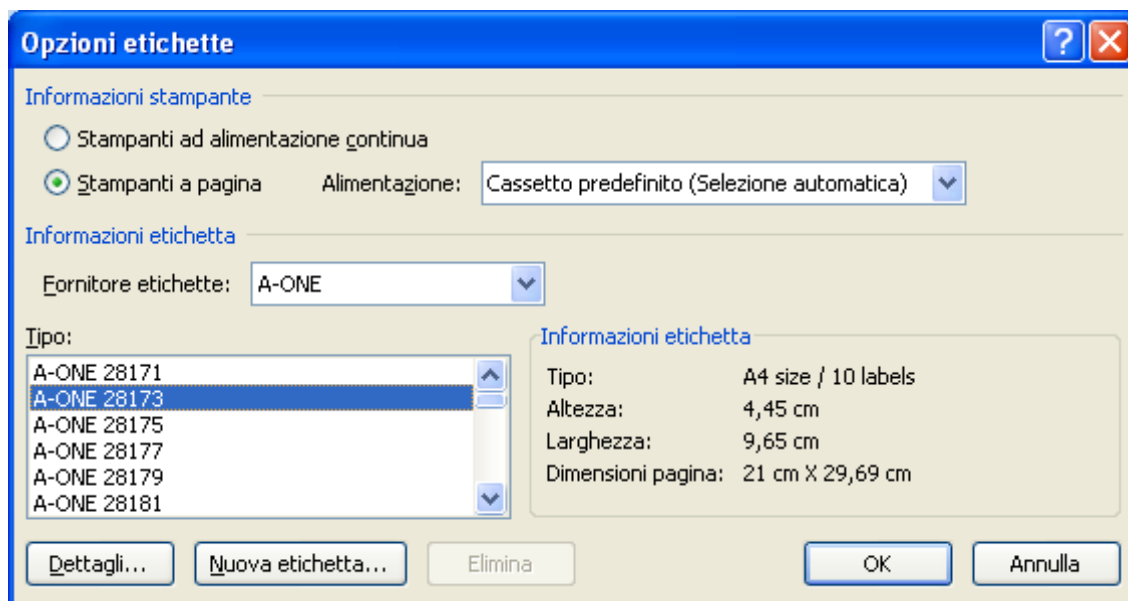 Opzioni etichette
Informazioni stampante
Stampanti ad alimentazione continua
Stampanti a pagina Alimentazione: Cassetto predefinito (Selezione automatica)
Informazioni etichetta
Fornitore etichette: A-ONE
Tipo:
A-ONE 28171
A-ONE 28173
A-ONE 28175
A-ONE 28177
A-ONE 28179
A-ONE 28181
Informazioni etichetta
Tipo: A4 size / 10 labels
Altezza: 4,45 cm
Larghezza: 9,65 cm
Dimensioni pagina: 21 cm X 29,69 cm
Dettagli... Nuova etichetta... Elimina OK Annulla